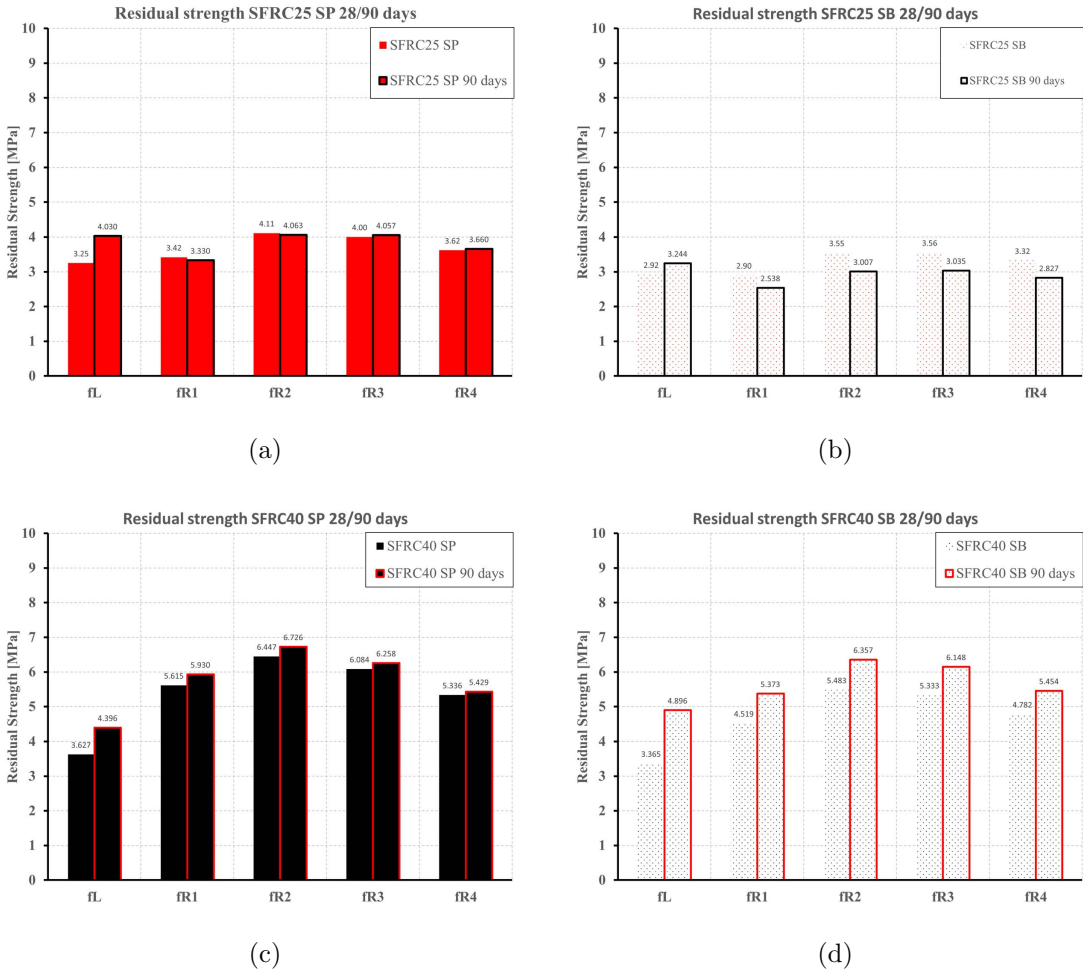 Residual strength SFRC25 SP 28/90 days
SFRC25 SP
SFRC25 SP 90 days
Residual Strength [MPa]
10
9
8
7
6
5
4
3
2
1
0
3.25
4.030
3.42
3.330
4.11
4.063
4.00
4.057
3.62
3.660
fL
fR1
fR2
fR3
fR4
(a)
Residual strength SFRC25 SB 28/90 days
SFRC25 SB
SFRC25 SB 90 days
Residual Strength [MPa]
10
9
8
7
6
5
4
3
2
1
0
2.92
3.244
2.90
2.538
3.55
3.007
3.56
3.035
3.32
2.827
fL
fR1
fR2
fR3
fR4
(b)
Residual strength SFRC40 SP 28/90 days
SFRC40 SP
SFRC40 SP 90 days
Residual Strength [MPa]
10
9
8
7
6
5
4
3
2
1
0
3.627
4.396
5.615
5.930
6.447
6.726
6.084
6.258
5.336
5.429
fL
fR1
fR2
fR3
fR4
(c)
Residual strength SFRC40 SB 28/90 days
SFRC40 SB
SFRC40 SB 90 days
Residual Strength [MPa]
10
9
8
7
6
5
4
3
2
1
0
3.365
4.896
4.519
5.373
5.483
6.357
5.333
6.148
4.782
5.454
fL
fR1
fR2
fR3
fR4
(d)